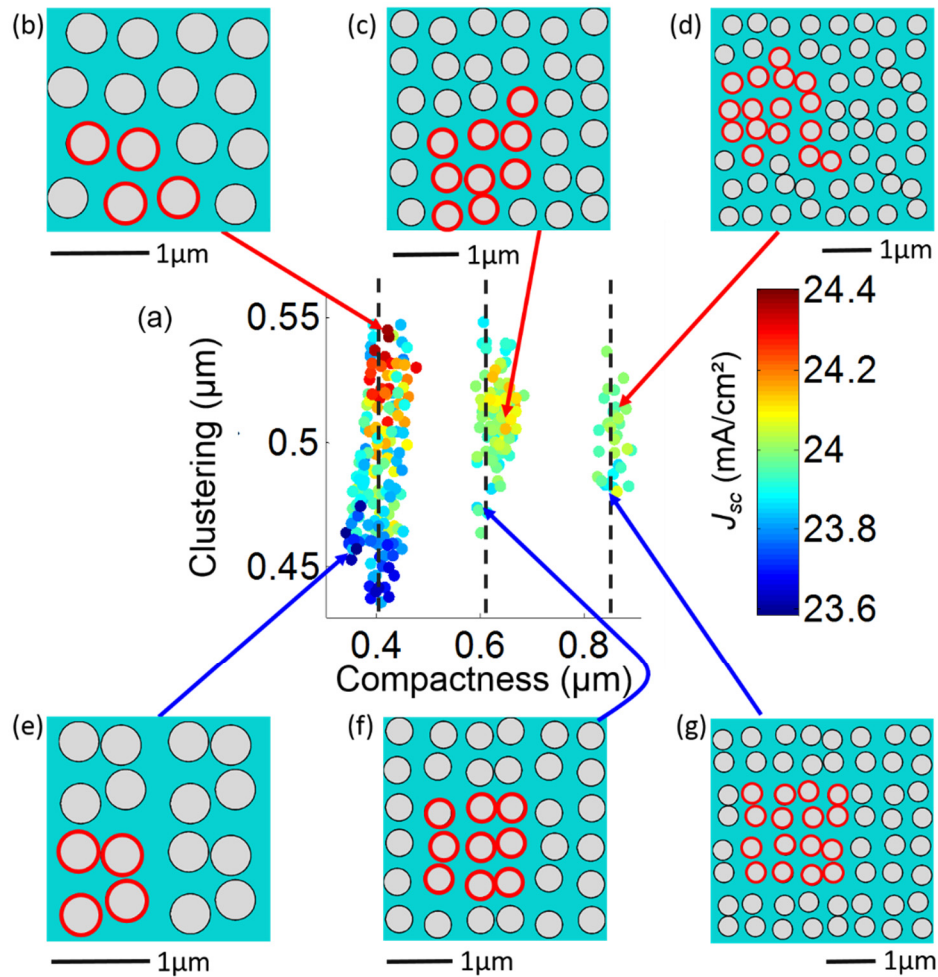 (b)
(c)
(d)
1μm
1μm
1μm
(a)
0.55
0.5
0.45
Clustering (μm)
0.4
0.6
0.8
Compactness (μm)
24.4
24.2
24
23.8
23.6
Jsc (mA/cm²)
(e)
(f)
(g)
1μm
1μm
1μm